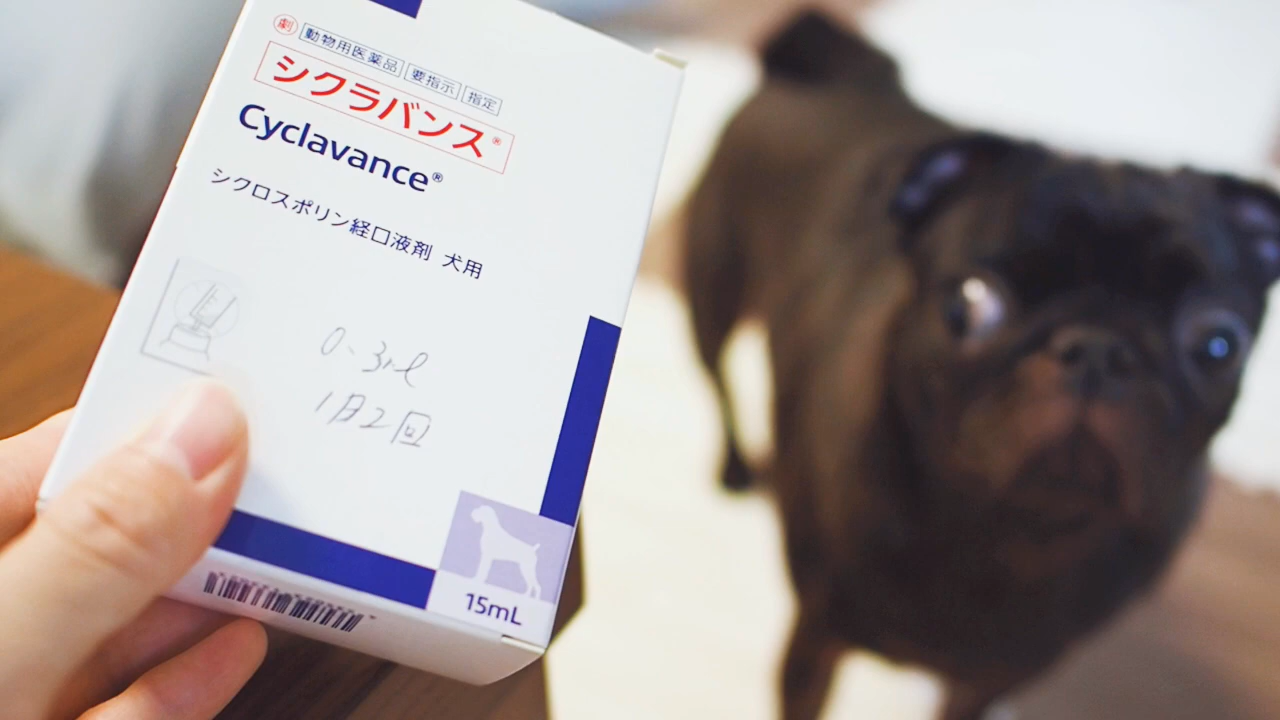 劇 動物用医薬品 要指示 指定
シクラバンス®
Cyclavance®
シクロスポリン経口液剤 犬用
0.3ml
1日2回
15mL